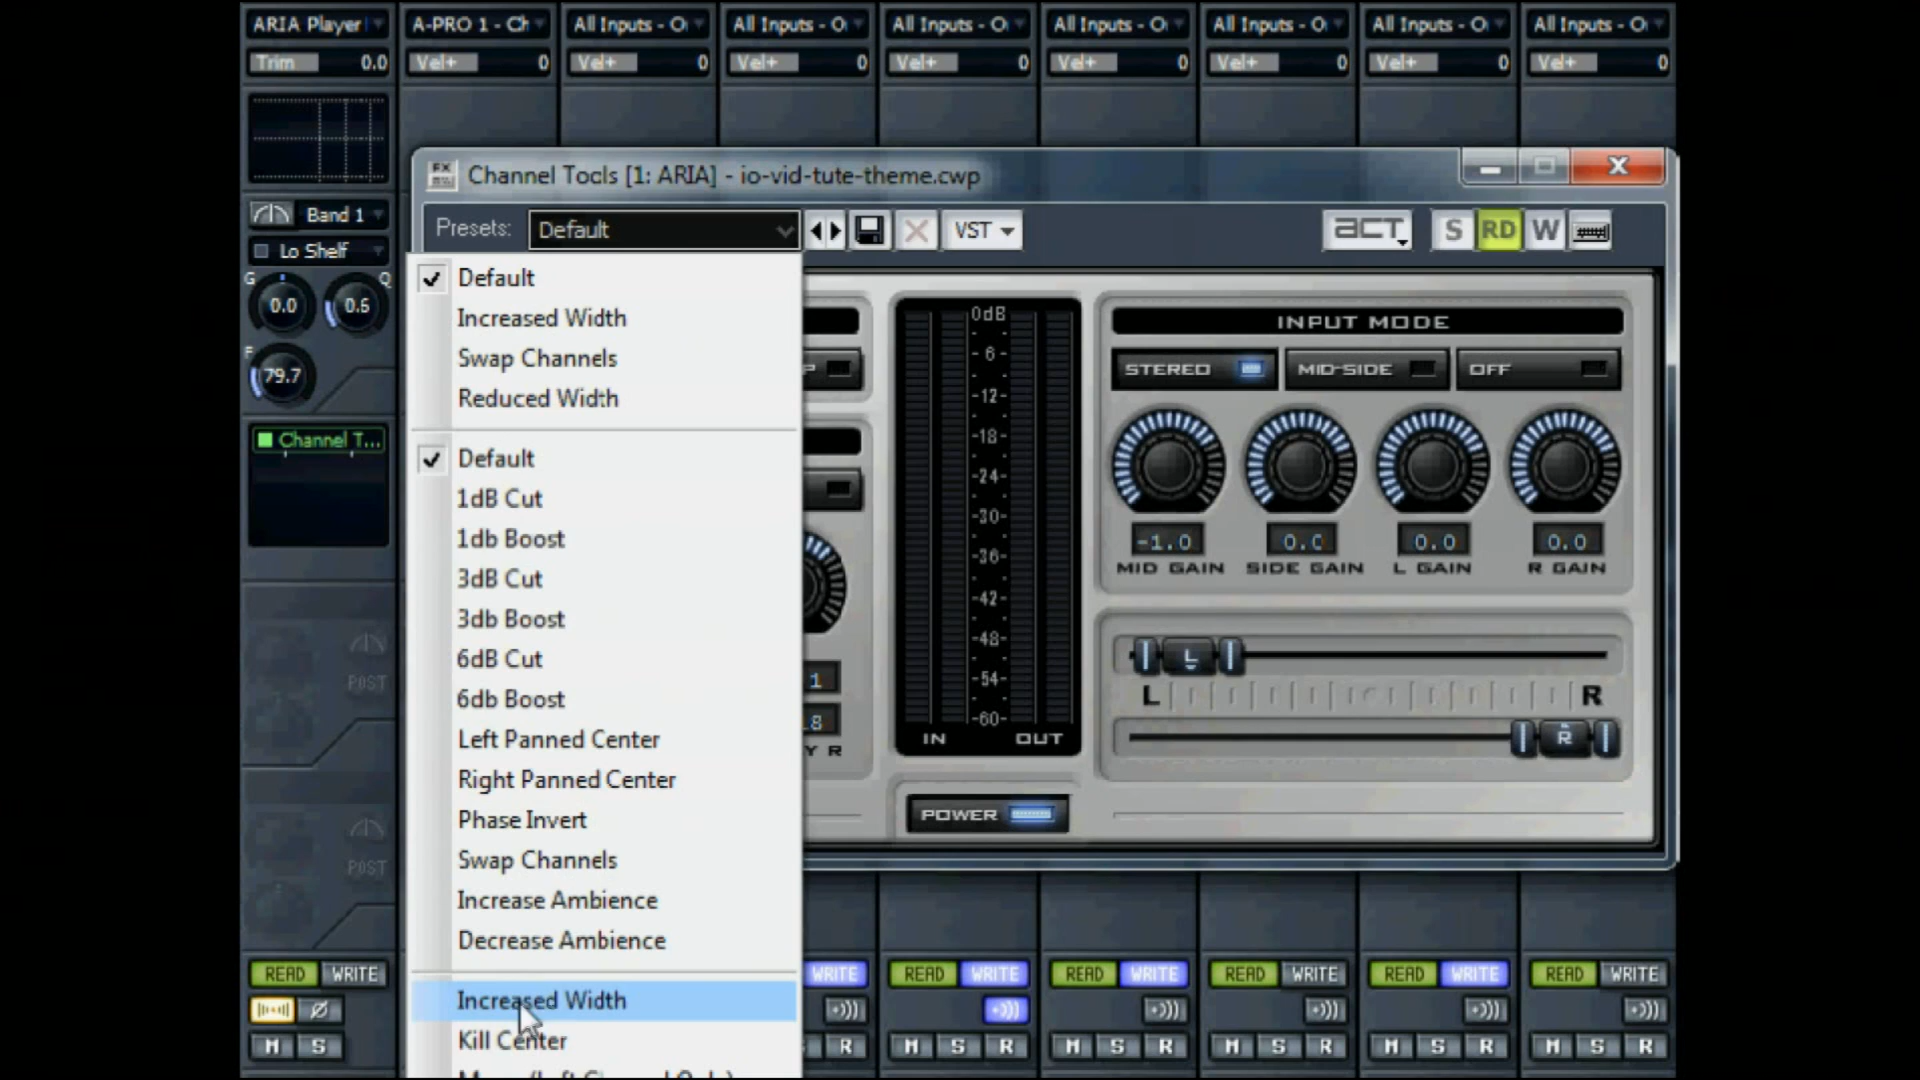 ARIA Player
A-PRO 1 - Ch
All Inputs - O
All Inputs - O
All Inputs - O
All Inputs - O
All Inputs - O
All Inputs - O
All Inputs - O
Trim 0.0
Vel+ 0
Vel+ 0
Vel+ 0
Vel+ 0
Vel+ 0
Vel+ 0
Vel+ 0
Vel+ 0
Channel Tools [1: ARIA] - io-vid-tute-theme.cwp
Presets: Default VST ACT S RD W
Band 1
Lo Shelf
G 0.0 0.6 Q
F 79.7
Channel T...
POST
POST
Default
Increased Width
Swap Channels
Reduced Width
Default
1dB Cut
1db Boost
3dB Cut
3db Boost
6dB Cut
6db Boost
Left Panned Center
Right Panned Center
Phase Invert
Swap Channels
Increase Ambience
Decrease Ambience
Increased Width
Kill Center
P
1
8
Y R
0dB
- 6 -
-12-
-18-
-24-
-30-
-36-
-42-
-48-
-54-
-60-
IN OUT
POWER
INPUT MODE
STEREO MID-SIDE OFF
-1.0 0.0 0.0 0.0
MID GAIN SIDE GAIN L GAIN R GAIN
L
L R
R
READ WRITE
WRITE
READ WRITE
READ WRITE
READ WRITE
READ WRITE
READ WRITE
M S
R
M S R
M S R
M S R
M S R
M S R